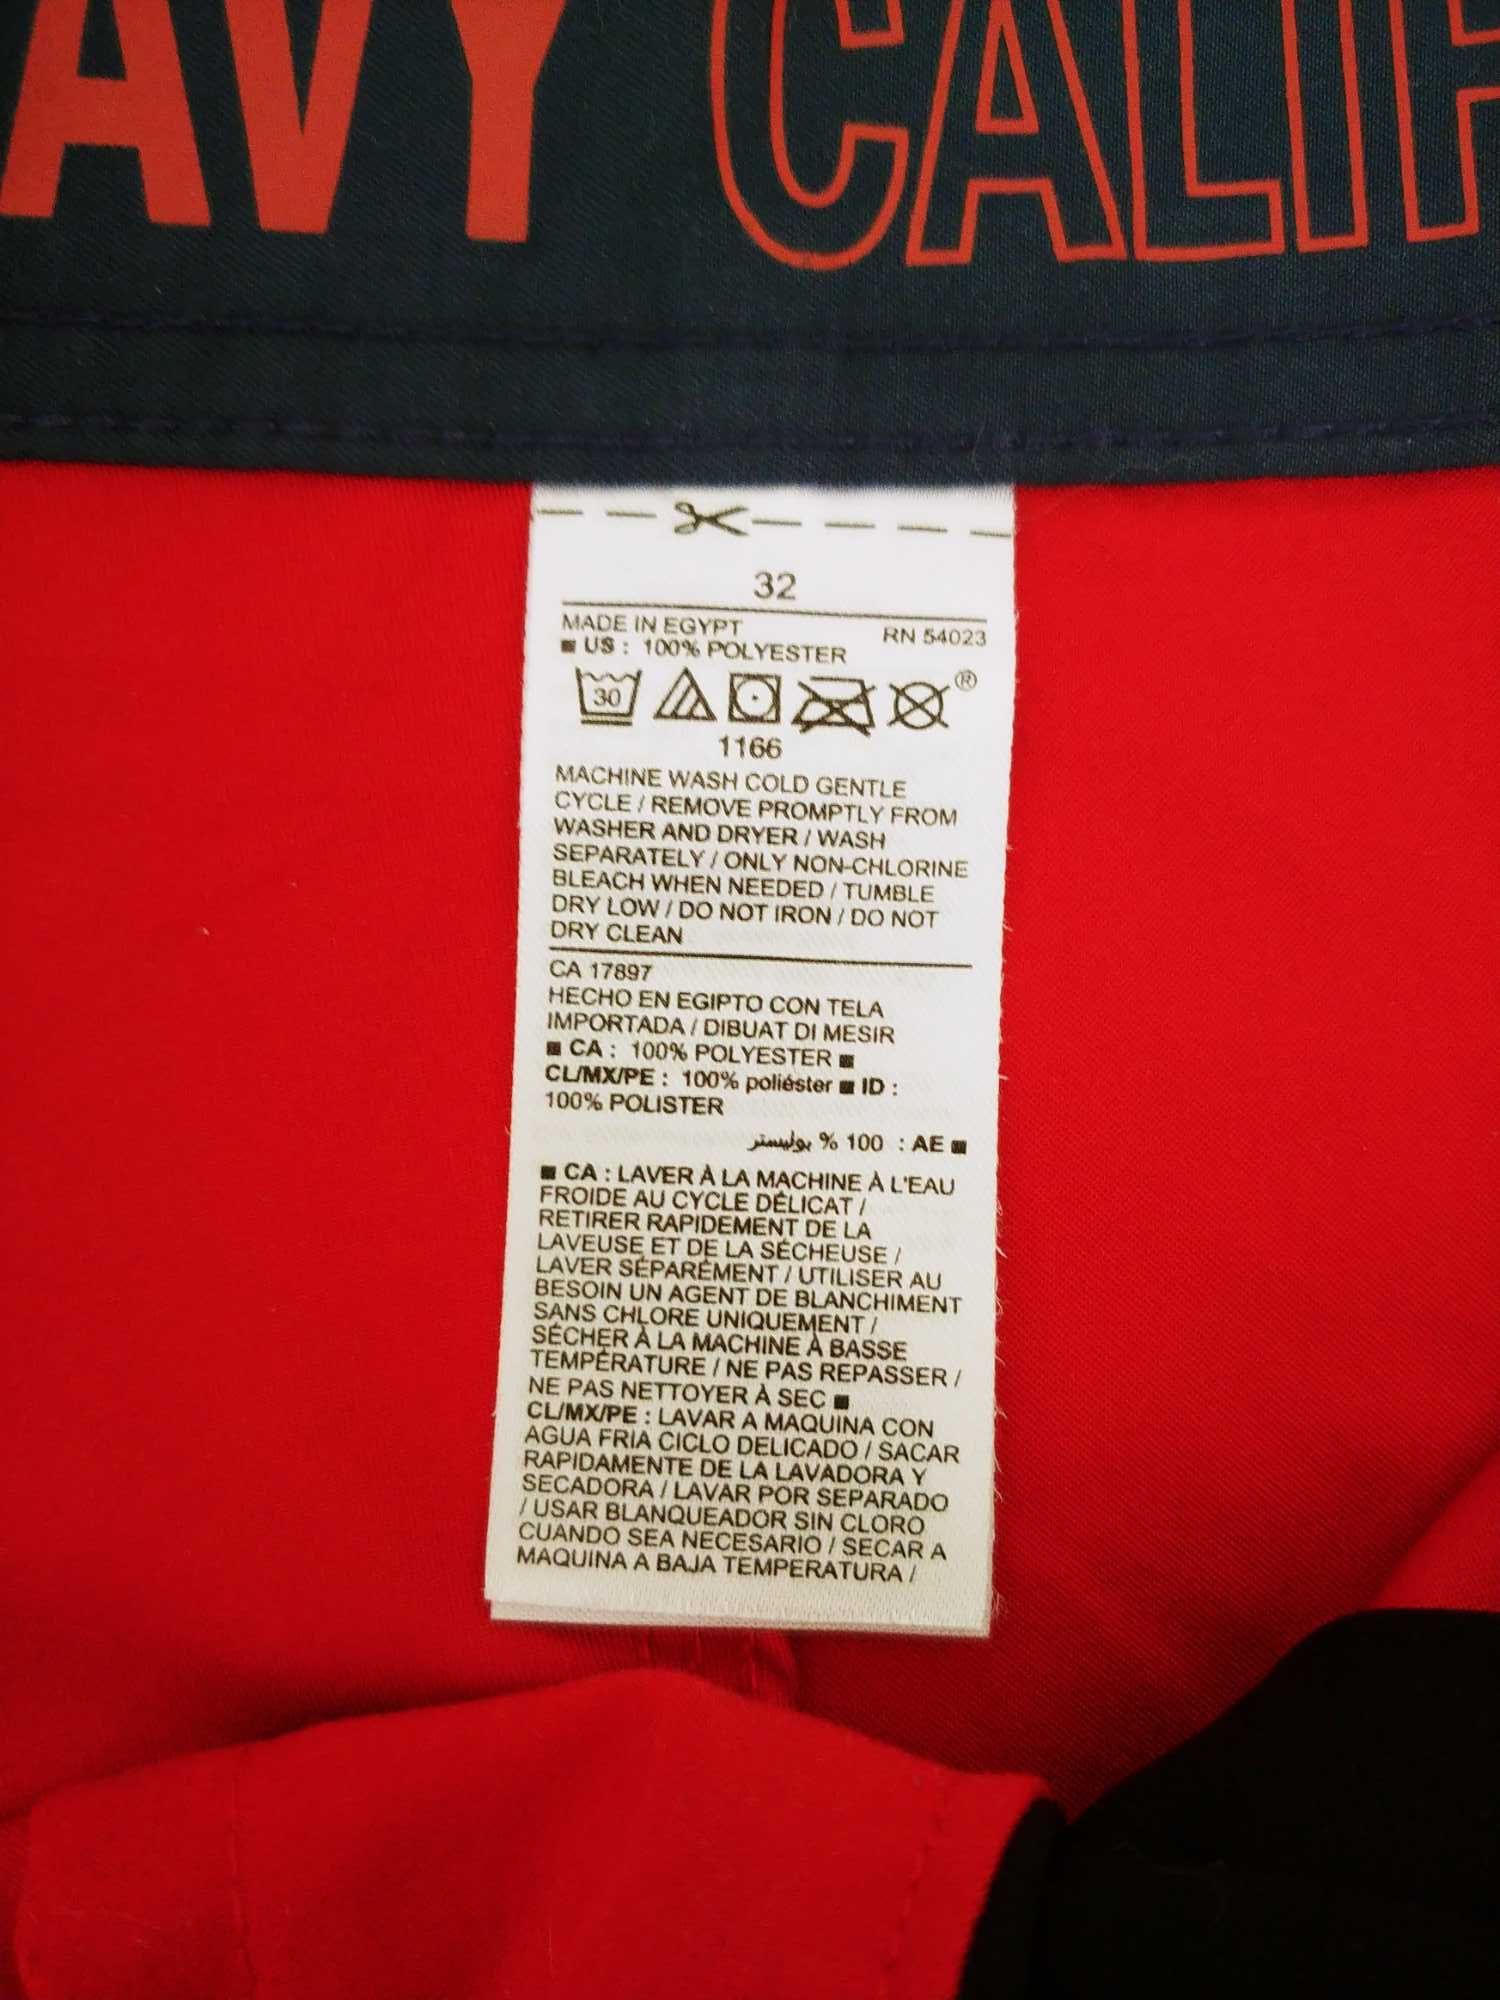 AVY CALIF
32
MADE IN EGYPT RN 54023
■ US : 100% POLYESTER
30 ®
1166
MACHINE WASH COLD GENTLE
CYCLE / REMOVE PROMPTLY FROM
WASHER AND DRYER / WASH
SEPARATELY / ONLY NON-CHLORINE
BLEACH WHEN NEEDED / TUMBLE
DRY LOW / DO NOT IRON / DO NOT
DRY CLEAN
CA 17897
HECHO EN EGIPTO CON TELA
IMPORTADA / DIBUAT DI MESIR
■ CA : 100% POLYESTER ■
CL/MX/PE : 100% poliéster ■ ID :
100% POLISTER
■ AE : 100 % بوليستر
■ CA : LAVER À LA MACHINE À L'EAU
FROIDE AU CYCLE DÉLICAT /
RETIRER RAPIDEMENT DE LA
LAVEUSE ET DE LA SÉCHEUSE /
LAVER SÉPARÉMENT / UTILISER AU
BESOIN UN AGENT DE BLANCHIMENT
SANS CHLORE UNIQUEMENT /
SÉCHER À LA MACHINE À BASSE
TEMPÉRATURE / NE PAS REPASSER /
NE PAS NETTOYER À SEC ■
CL/MX/PE : LAVAR A MAQUINA CON
AGUA FRIA CICLO DELICADO / SACAR
RAPIDAMENTE DE LA LAVADORA Y
SECADORA / LAVAR POR SEPARADO
/ USAR BLANQUEADOR SIN CLORO
CUANDO SEA NECESARIO / SECAR A
MAQUINA A BAJA TEMPERATURA /